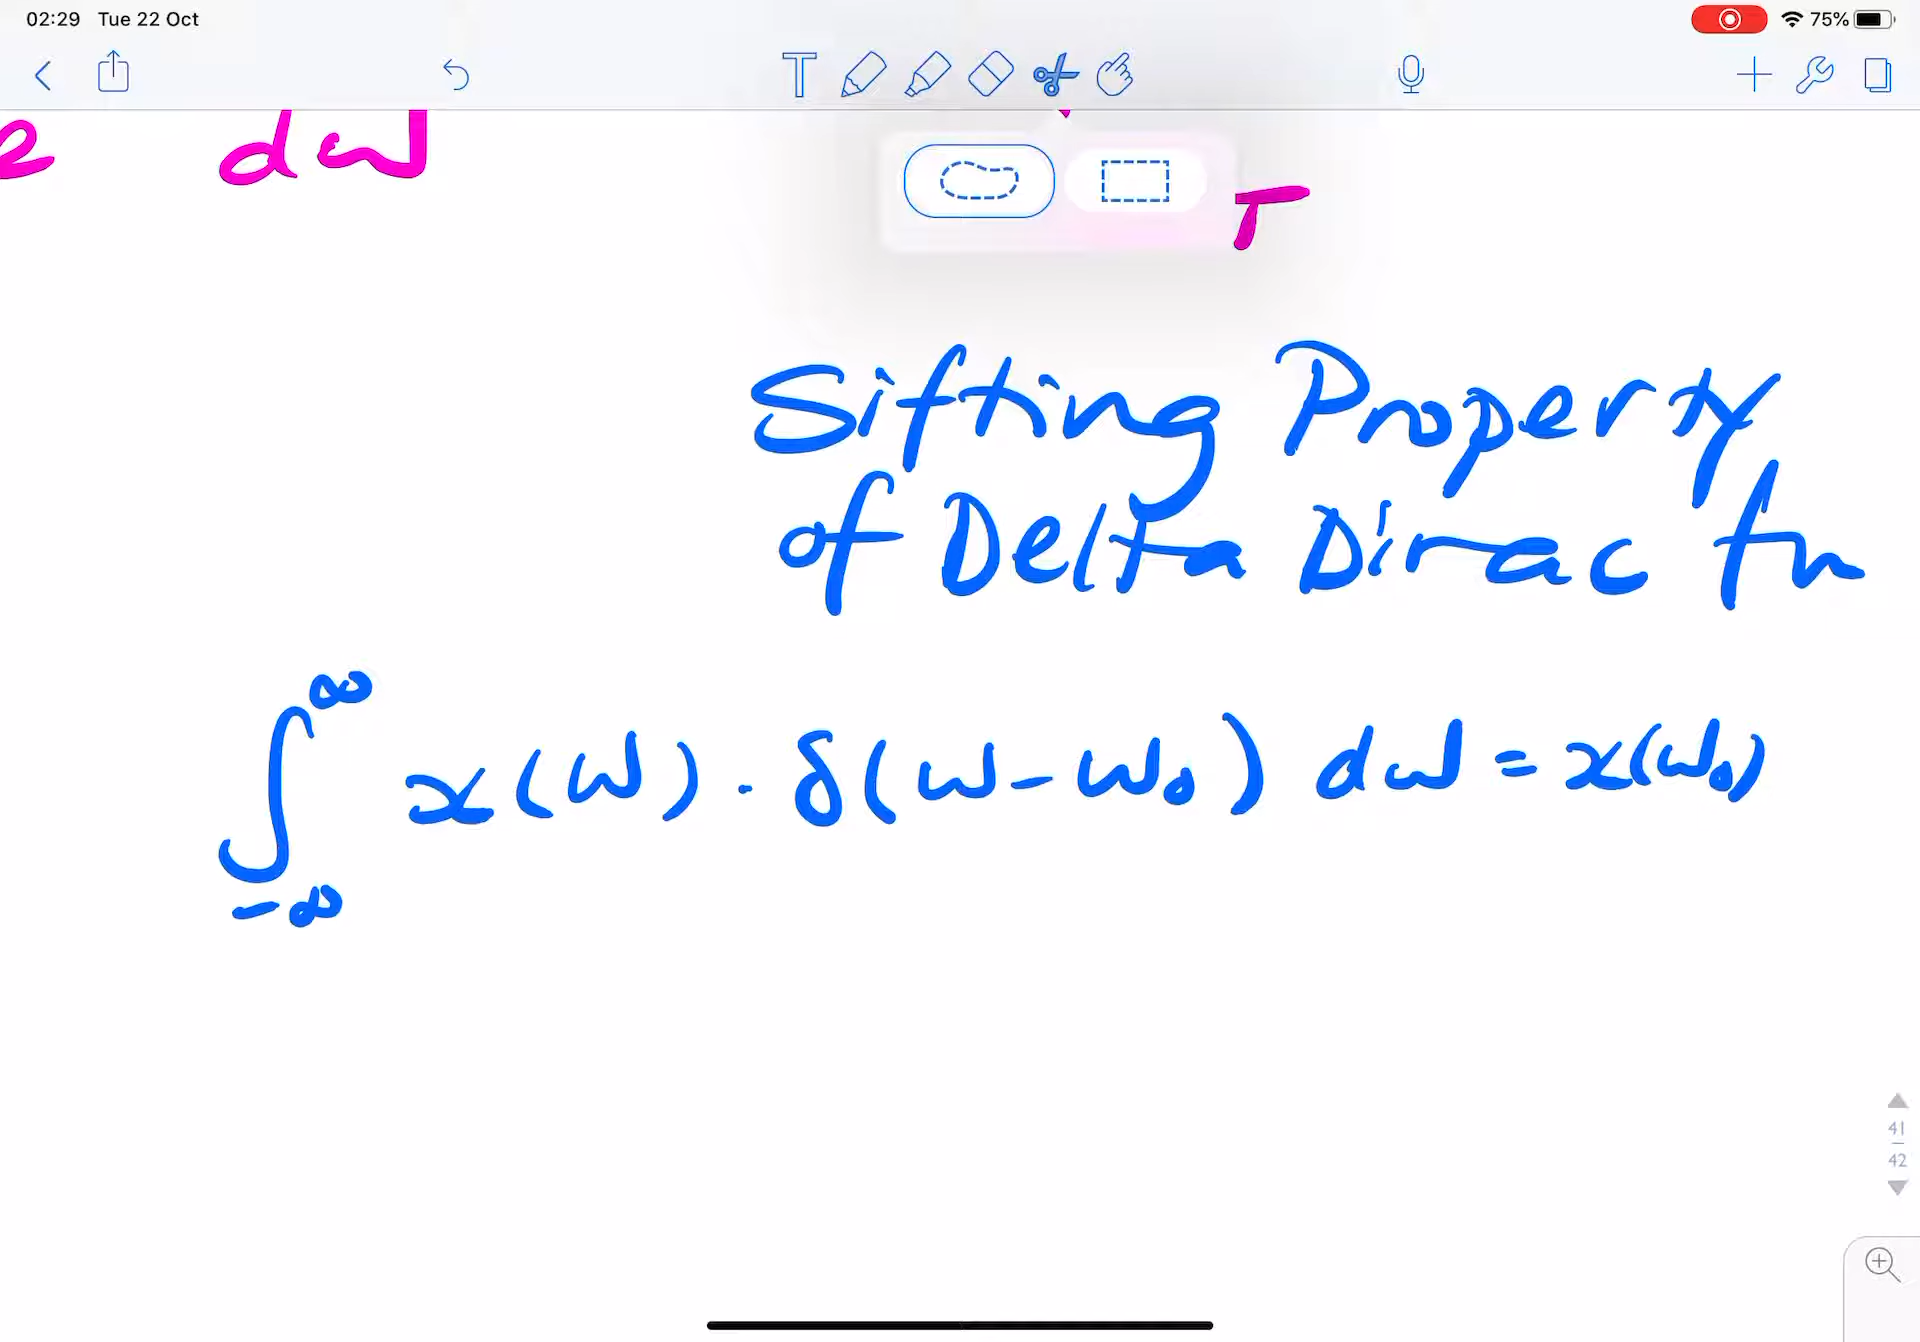 02:29 Tue 22 Oct 75%
T
e dω
T
Sifting Property
of Delta Dirac fn
∫_{-∞}^{∞} x(ω) · δ(ω-ω₀) dω = x(ω₀)
41
42